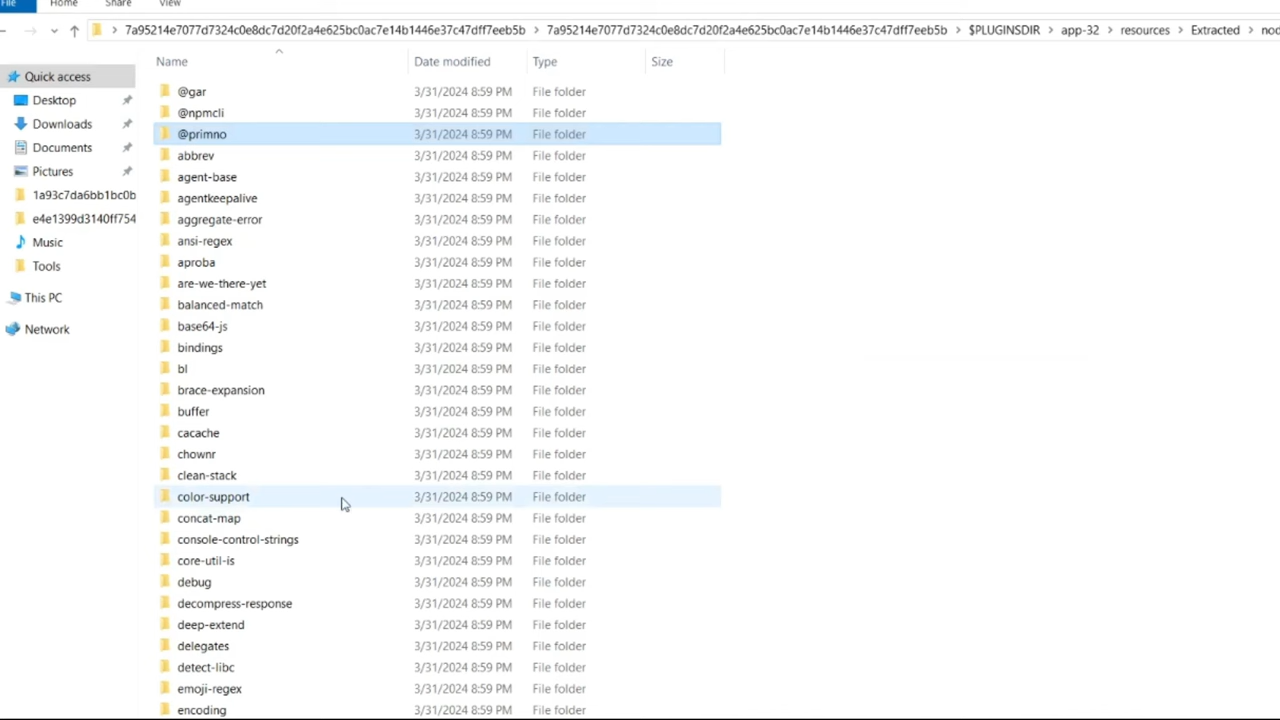 File Home Share View
7a95214e7077d7324c0e8dc7d20f2a4e625bc0ac7e14b1446e37c47dff7eeb5b > 7a95214e7077d7324c0e8dc7d20f2a4e625bc0ac7e14b1446e37c47dff7eeb5b > $PLUGINSDIR > app-32 > resources > Extracted > nod
Name Date modified Type Size
Quick access
Desktop
Downloads
Documents
Pictures
1a93c7da6bb1bc0b
e4e1399d3140ff754
Music
Tools
This PC
Network
@gar 3/31/2024 8:59 PM File folder
@npmcli 3/31/2024 8:59 PM File folder
@primno 3/31/2024 8:59 PM File folder
abbrev 3/31/2024 8:59 PM File folder
agent-base 3/31/2024 8:59 PM File folder
agentkeepalive 3/31/2024 8:59 PM File folder
aggregate-error 3/31/2024 8:59 PM File folder
ansi-regex 3/31/2024 8:59 PM File folder
aproba 3/31/2024 8:59 PM File folder
are-we-there-yet 3/31/2024 8:59 PM File folder
balanced-match 3/31/2024 8:59 PM File folder
base64-js 3/31/2024 8:59 PM File folder
bindings 3/31/2024 8:59 PM File folder
bl 3/31/2024 8:59 PM File folder
brace-expansion 3/31/2024 8:59 PM File folder
buffer 3/31/2024 8:59 PM File folder
cacache 3/31/2024 8:59 PM File folder
chownr 3/31/2024 8:59 PM File folder
clean-stack 3/31/2024 8:59 PM File folder
color-support 3/31/2024 8:59 PM File folder
concat-map 3/31/2024 8:59 PM File folder
console-control-strings 3/31/2024 8:59 PM File folder
core-util-is 3/31/2024 8:59 PM File folder
debug 3/31/2024 8:59 PM File folder
decompress-response 3/31/2024 8:59 PM File folder
deep-extend 3/31/2024 8:59 PM File folder
delegates 3/31/2024 8:59 PM File folder
detect-libc 3/31/2024 8:59 PM File folder
emoji-regex 3/31/2024 8:59 PM File folder
encoding 3/31/2024 8:59 PM File folder